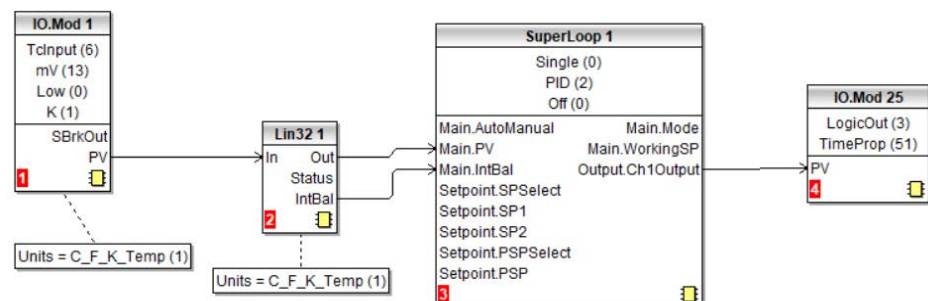 IO.Mod 1
TcInput (6)
mV (13)
Low (0)
K (1)
SBrkOut
PV
1
Units = C_F_K_Temp (1)
Lin32 1
In Out
Status
IntBal
2
Units = C_F_K_Temp (1)
SuperLoop 1
Single (0)
PID (2)
Off (0)
Main.AutoManual Main.Mode
Main.PV Main.WorkingSP
Main.IntBal Output.Ch1Output
Setpoint.SPSelect
Setpoint.SP1
Setpoint.SP2
Setpoint.PSPSelect
Setpoint.PSP
3
IO.Mod 25
LogicOut (3)
TimeProp (51)
PV
4